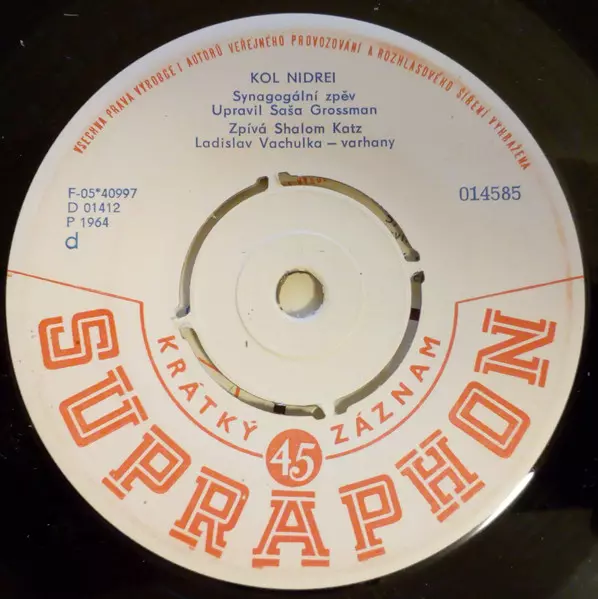 VŠECHNA PRÁVA VÝROBCE I AUTORŮ VEŘEJNÉHO PROVOZOVÁNÍ A ROZHLASOVÉHO ŠÍŘENÍ VYHRAŽENA
KOL NIDREI
Synagogální zpěv
Upravil Saša Grossman
Zpívá Shalom Katz
Ladislav Vachulka – varhany
F-05*40997
D 01412
P 1964
d
014585
KRÁTKÝ 45 ZÁZNAM
SUPRAPHON